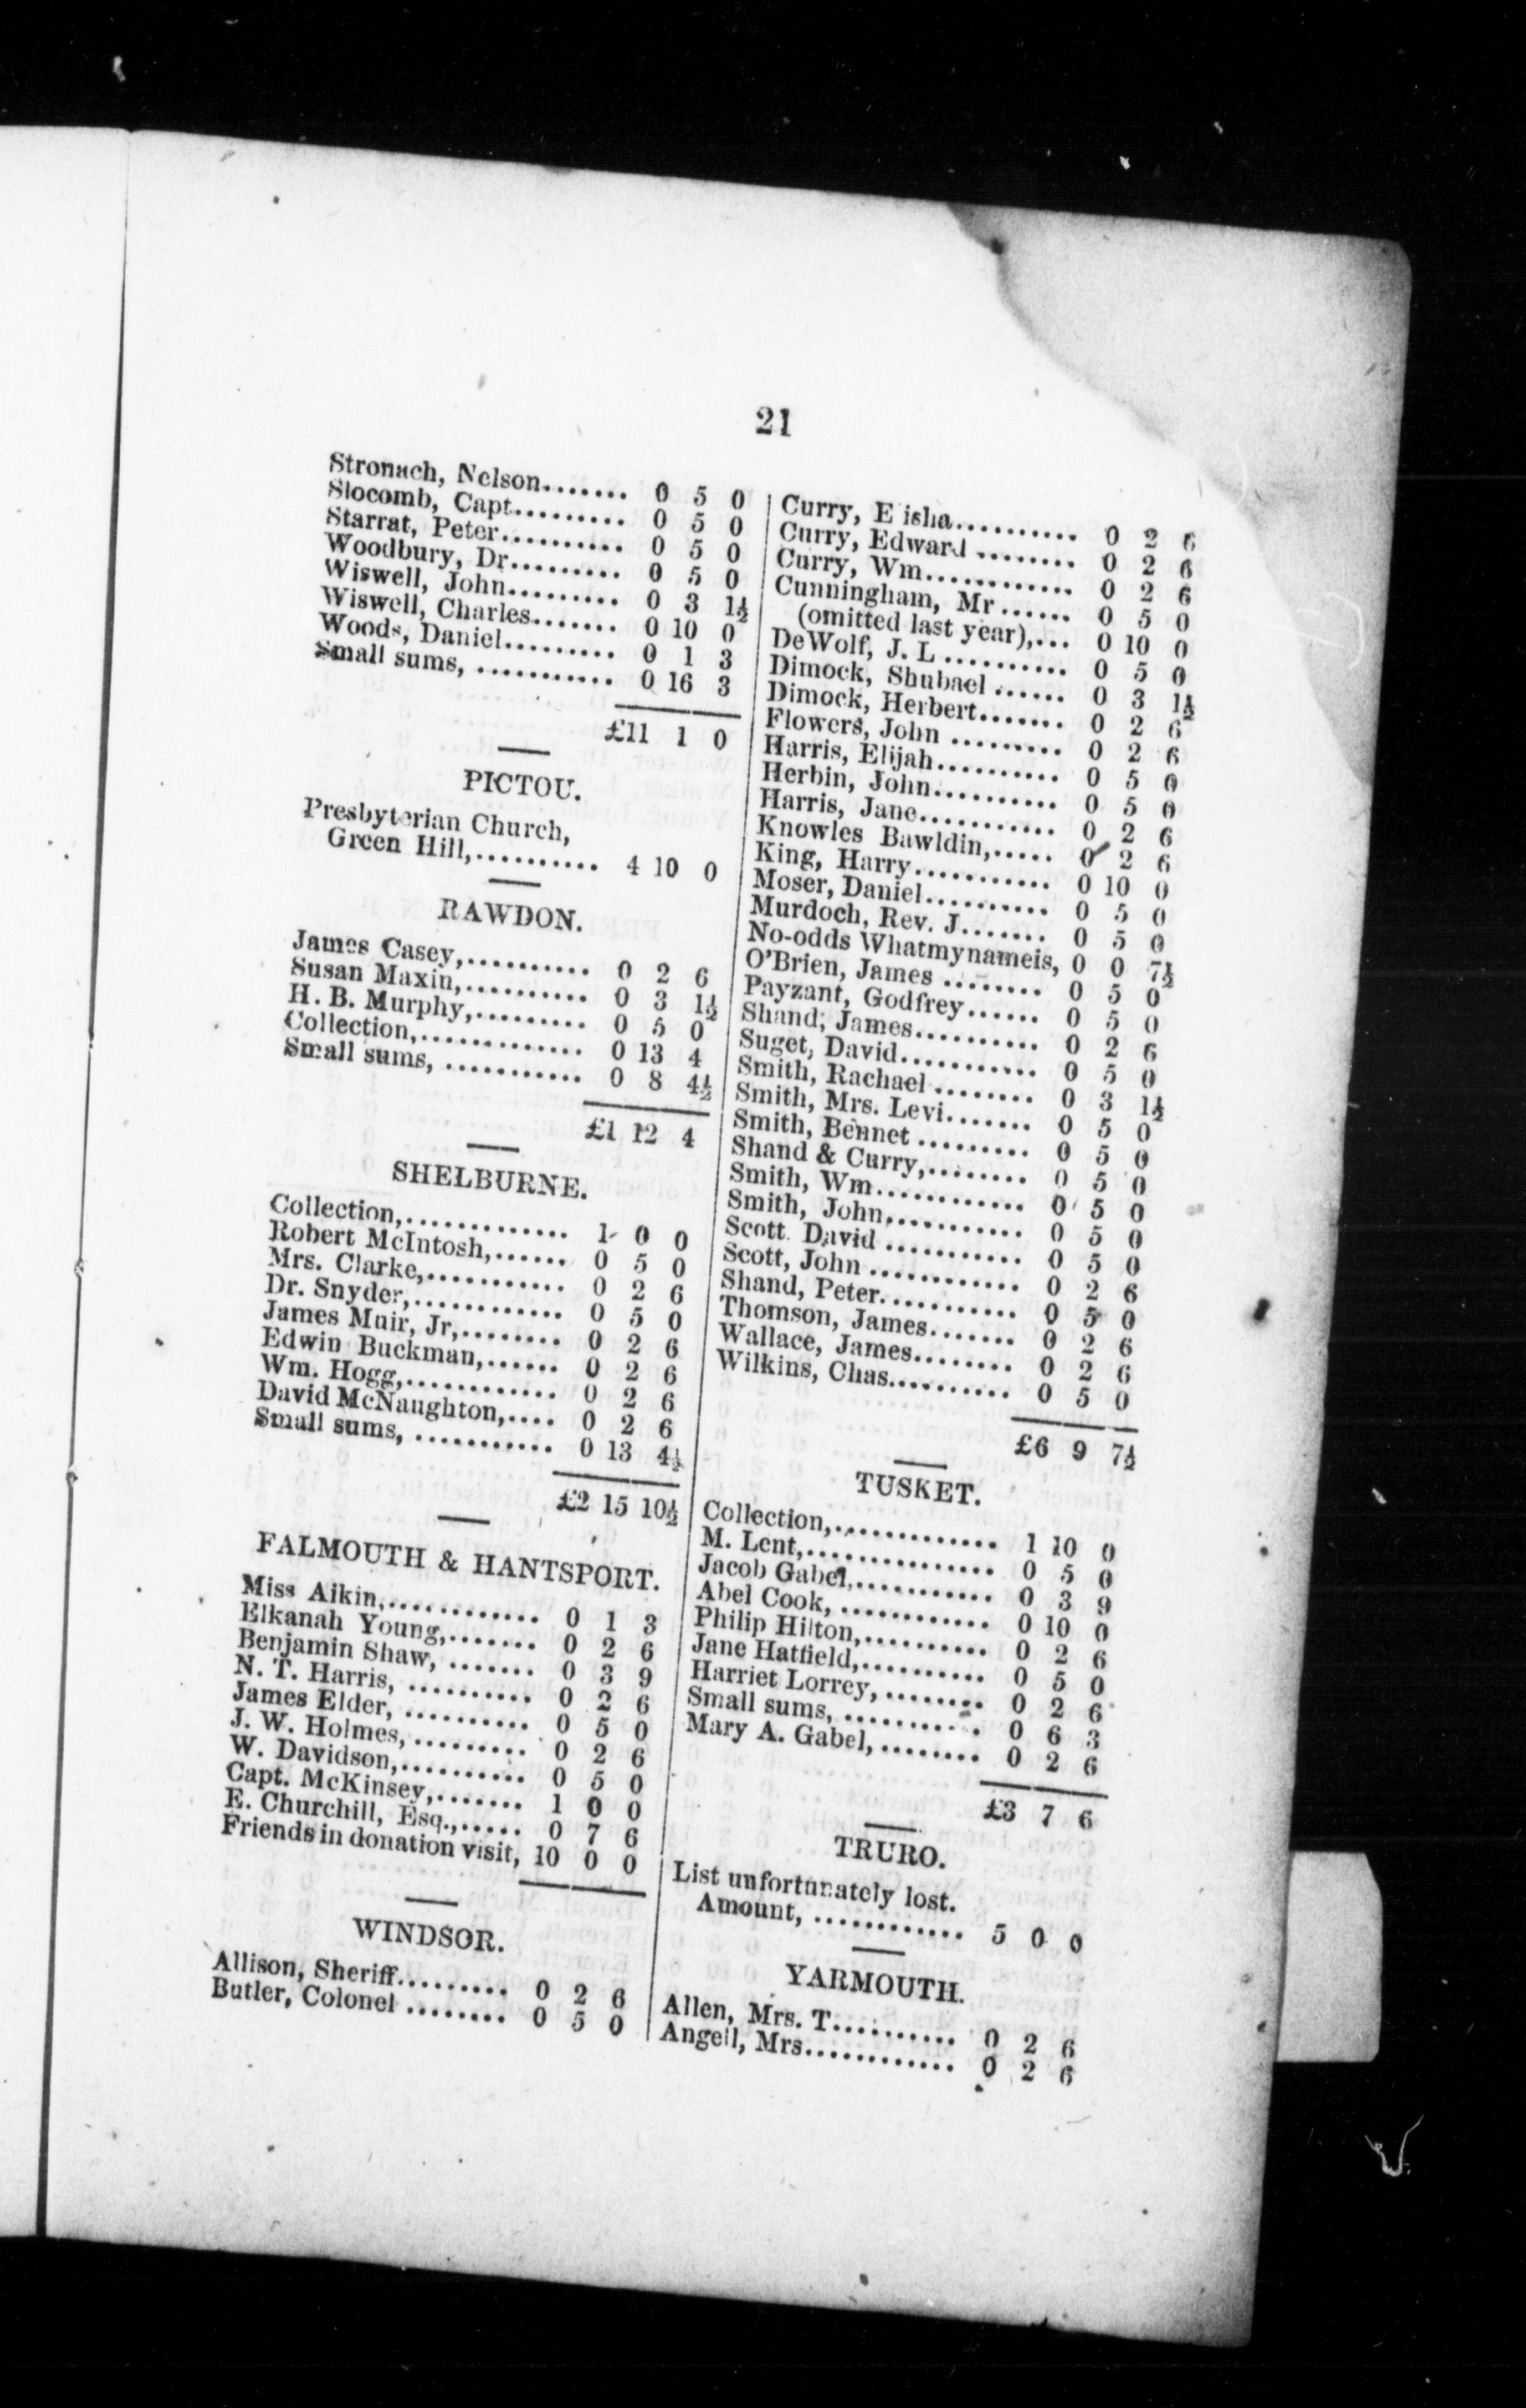 21
Stronach, Nelson....... 0 5 0
Slocomb, Capt......... 0 5 0
Starrat, Peter.......... 0 5 0
Woodbury, Dr......... 0 5 0
Wiswell, John......... 0 3 1½
Wiswell, Charles....... 0 10 0
Woods, Daniel......... 0 1 3
Small sums, ........... 0 16 3
£11 1 0
PICTOU.
Presbyterian Church,
Green Hill,.......... 4 10 0
RAWDON.
James Casey,.......... 0 2 6
Susan Maxin,.......... 0 3 1½
H. B. Murphy,......... 0 5 0
Collection,............. 0 13 4
Small sums, ........... 0 8 4½
£1 12 4
SHELBURNE.
Collection,.............. 1 0 0
Robert McIntosh,...... 0 5 0
Mrs. Clarke,............ 0 2 6
Dr. Snyder,............. 0 5 0
James Muir, Jr,........ 0 2 6
Edwin Buckman,...... 0 2 6
Wm. Hogg,............. 0 2 6
David McNaughton,.... 0 2 6
Small sums, ........... 0 13 4½
£2 15 10½
FALMOUTH & HANTSPORT.
Miss Aikin,............. 0 1 3
Elkanah Young,....... 0 2 6
Benjamin Shaw, ....... 0 3 9
N. T. Harris, .......... 0 2 6
James Elder, .......... 0 5 0
J. W. Holmes, ......... 0 2 6
W. Davidson,.......... 0 5 0
Capt. McKinsey,....... 1 0 0
E. Churchill, Esq.,..... 0 7 6
Friends in donation visit, 10 0 0
WINDSOR.
Allison, Sheriff......... 0 2 6
Butler, Colonel ........ 0 5 0
Curry, E isha........... 0 2 6
Curry, Edward ........ 0 2 6
Curry, Wm............. 0 2 6
Cunningham, Mr...... 0 5 0
(omitted last year),... 0 10 0
DeWolf, J. L .......... 0 5 0
Dimock, Shubael ...... 0 3 1½
Dimock, Herbert....... 0 2 6
Flowers, John ......... 0 2 6
Harris, Elijah.......... 0 5 0
Herbin, John........... 0 5 0
Harris, Jane............ 0 2 6
Knowles Bawldin,..... 0 2 6
King, Harry............ 0 10 0
Moser, Daniel.......... 0 5 0
Murdoch, Rev. J....... 0 5 0
No-odds Whatmynameis, 0 0 7½
O'Brien, James ........ 0 5 0
Payzant, Godfrey...... 0 5 0
Shand, James.......... 0 2 6
Suget, David............ 0 5 0
Smith, Rachael ........ 0 3 1½
Smith, Mrs. Levi....... 0 5 0
Smith, Bennet ......... 0 5 0
Shand & Curry,........ 0 5 0
Smith, Wm............. 0 5 0
Smith, John,........... 0 5 0
Scott, David ........... 0 5 0
Scott, John ............ 0 2 6
Shand, Peter........... 0 5 0
Thomson, James....... 0 2 6
Wallace, James........ 0 2 6
Wilkins, Chas.......... 0 5 0
£6 9 7½
TUSKET.
Collection,.............. 1 10 0
M. Lent,................ 0 5 0
Jacob Gabel,........... 0 3 9
Abel Cook, ............ 0 10 0
Philip Hilton,.......... 0 2 6
Jane Hatfield,.......... 0 5 0
Harriet Lorrey, ........ 0 2 6
Small sums, ........... 0 6 3
Mary A. Gabel, ........ 0 2 6
£3 7 6
TRURO.
List unfortunately lost.
Amount, ............ 5 0 0
YARMOUTH.
Allen, Mrs. T.......... 0 2 6
Angell, Mrs............ 0 2 6